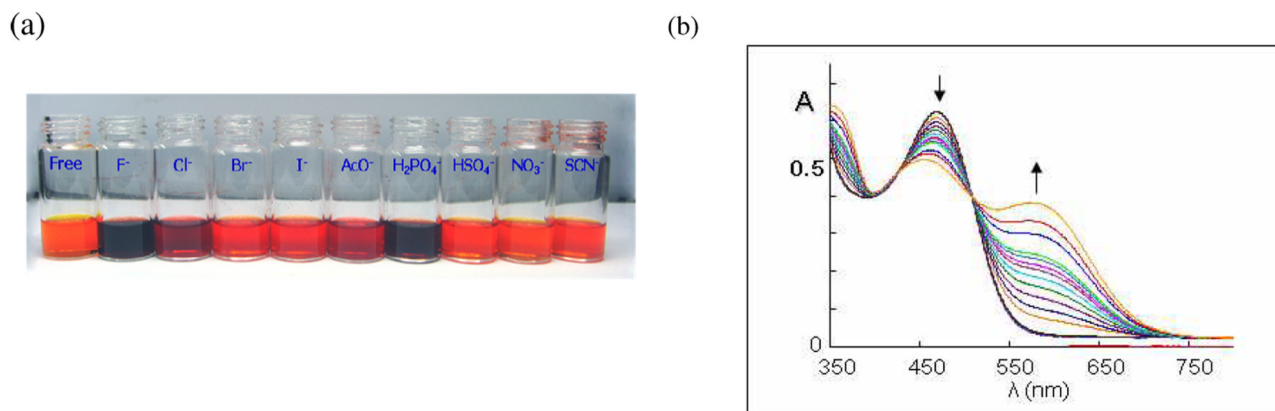 (a)
Free F⁻ Cl⁻ Br⁻ I⁻ AcO⁻ H₂PO₄⁻ HSO₄⁻ NO₃⁻ SCN⁻
(b)
A
0.5
0
350 450 550 650 750
λ (nm)